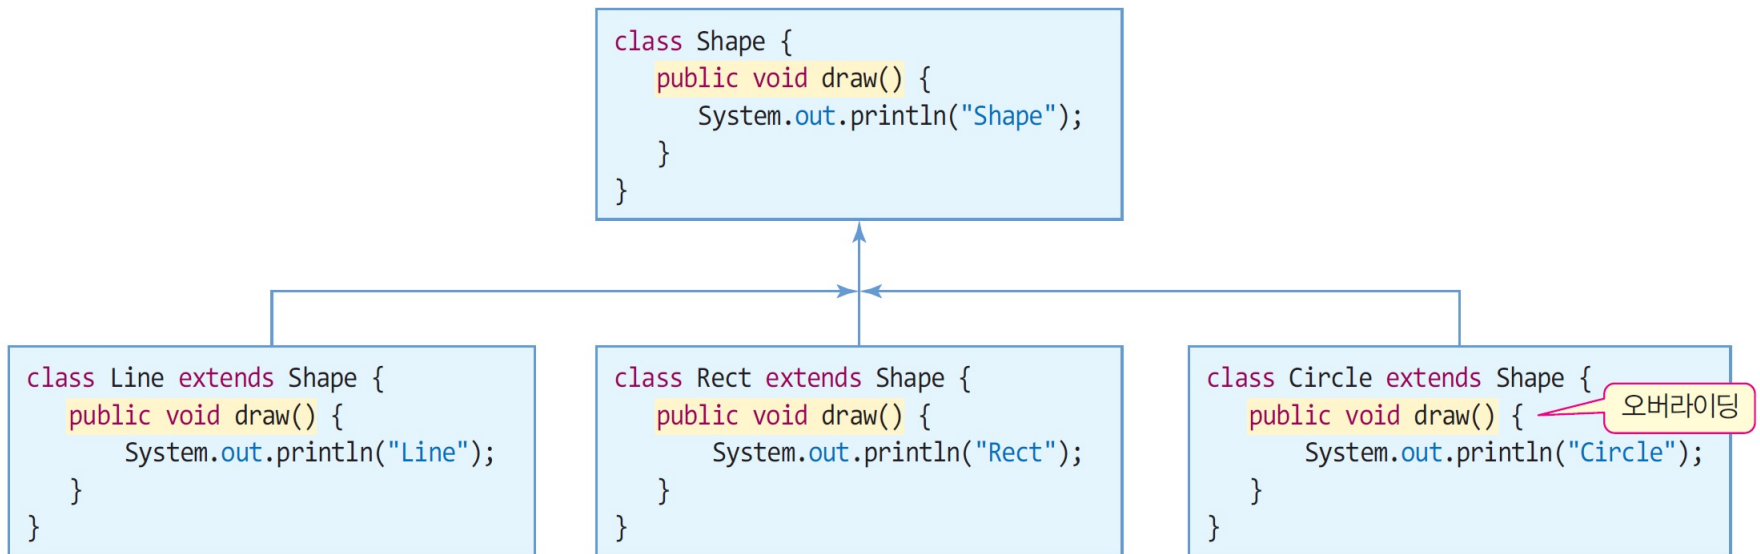 class Shape {
public void draw() {
System.out.println("Shape");
}
}
class Line extends Shape {
public void draw() {
System.out.println("Line");
}
}
class Rect extends Shape {
public void draw() {
System.out.println("Rect");
}
}
class Circle extends Shape {
public void draw() {
오버라이딩
System.out.println("Circle");
}
}